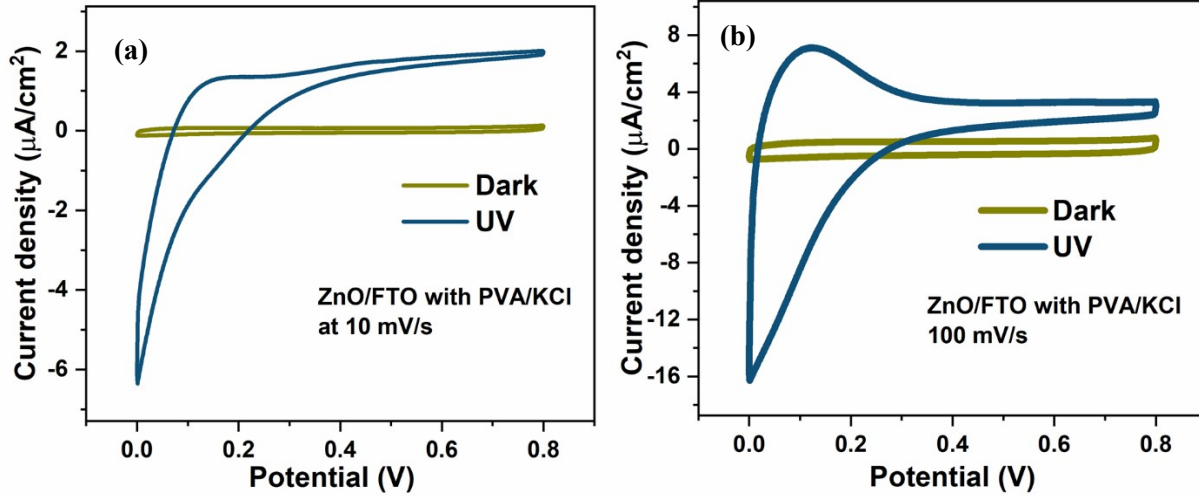 (a)
Current density (μA/cm²)
2
0
-2
-4
-6
Dark
UV
ZnO/FTO with PVA/KCl
at 10 mV/s
0.0 0.2 0.4 0.6 0.8
Potential (V)
(b)
Current density (μA/cm²)
8
4
0
-4
-8
-12
-16
Dark
UV
ZnO/FTO with PVA/KCl
100 mV/s
0.0 0.2 0.4 0.6 0.8
Potential (V)